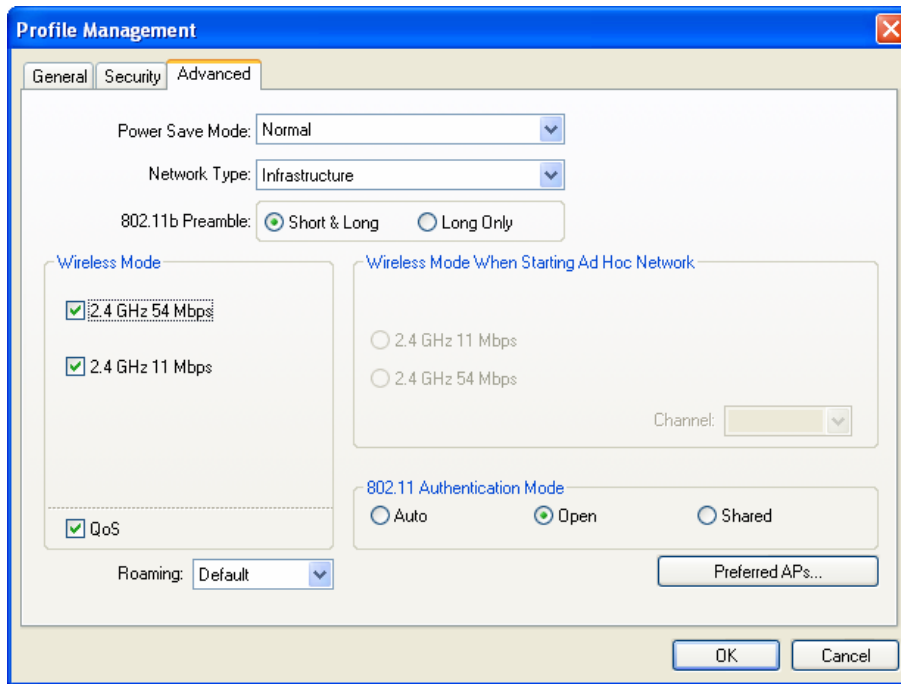 Profile Management
General Security Advanced
Power Save Mode: Normal
Network Type: Infrastructure
802.11b Preamble: Short & Long Long Only
Wireless Mode
2.4 GHz 54 Mbps
2.4 GHz 11 Mbps
QoS
Wireless Mode When Starting Ad Hoc Network
2.4 GHz 11 Mbps
2.4 GHz 54 Mbps
Channel:
802.11 Authentication Mode
Auto Open Shared
Roaming: Default
Preferred APs...
OK Cancel